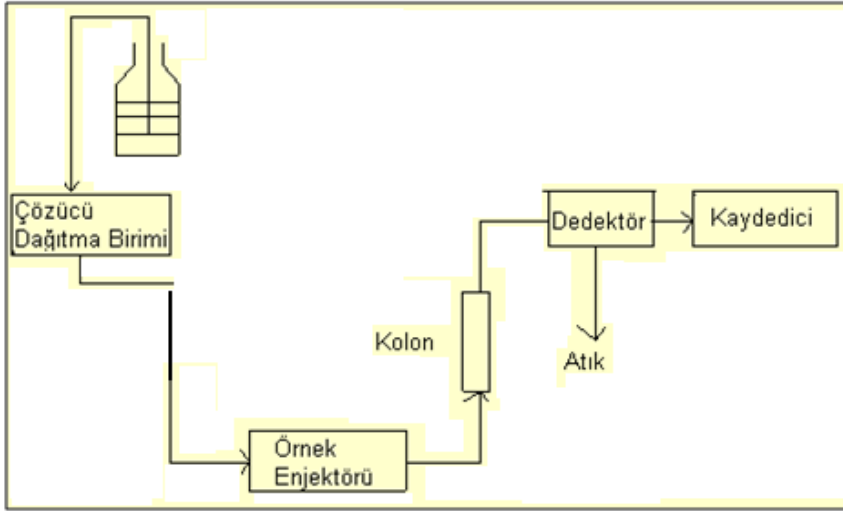 Çözücü
Dağıtma Birimi
Dedektör
Kaydedici
Kolon
Atık
Örnek
Enjektörü